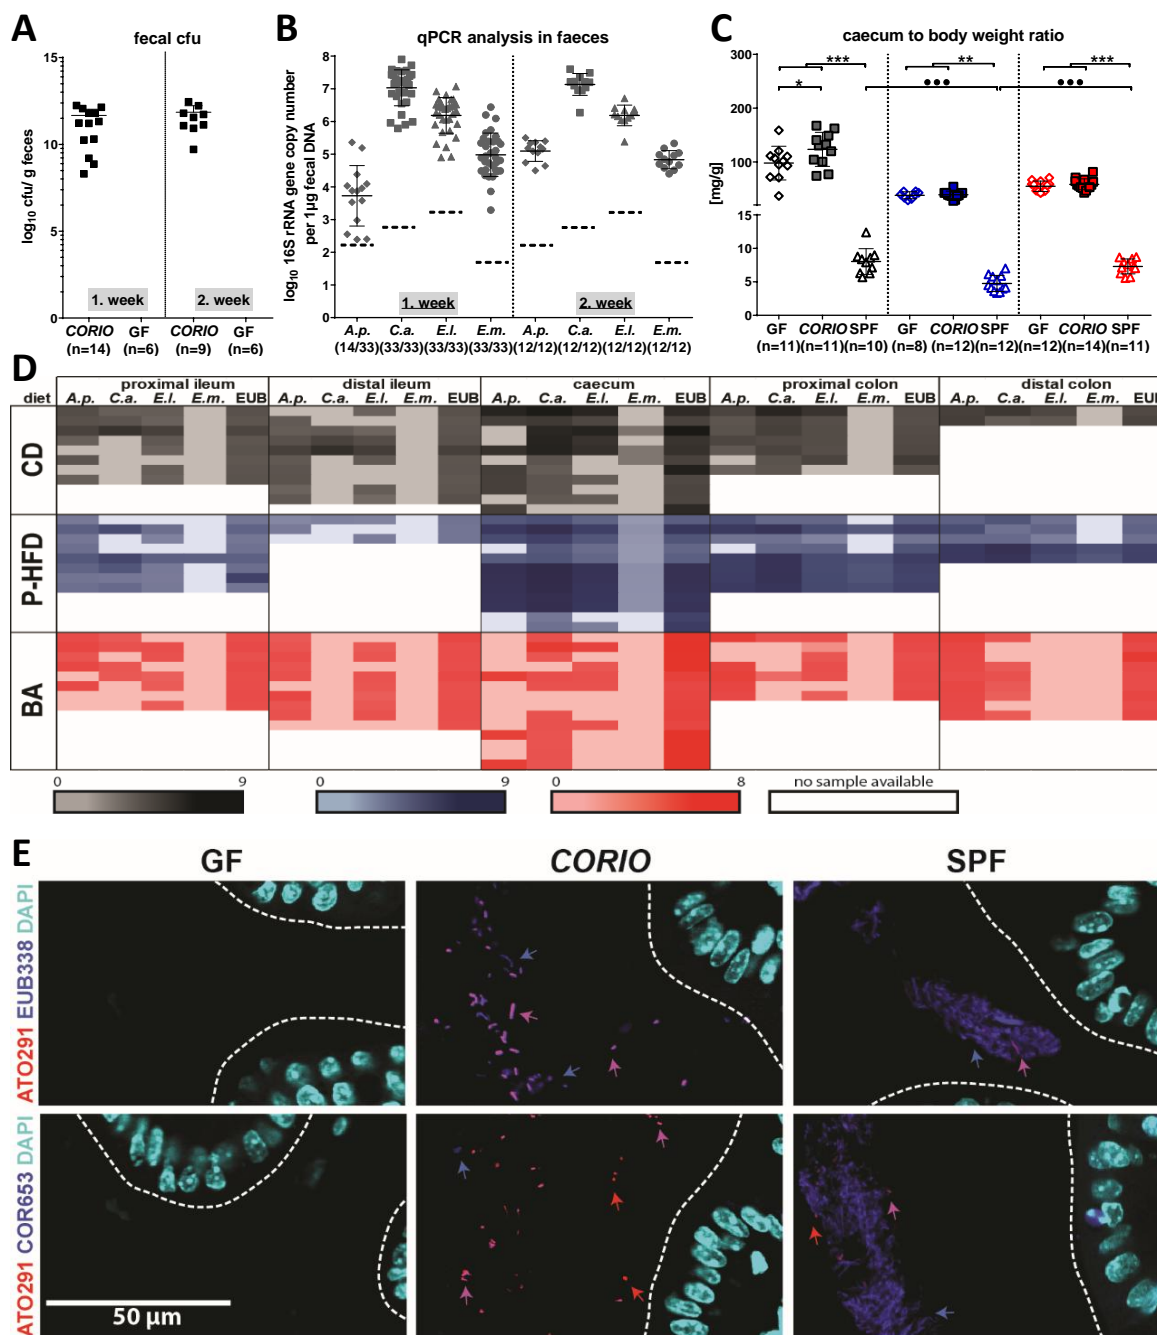 A
fecal cfu
log10 cfu/ g feces
15
10
5
0
1. week
2. week
CORIO GF CORIO GF
(n=14) (n=6) (n=9) (n=6)
B
qPCR analysis in faeces
log10 16S rRNA gene copy number
per 1µg fecal DNA
8
7
6
5
4
3
2
1
0
1. week
2. week
A.p. C.a. E.l. E.m. A.p. C.a. E.l. E.m.
(14/33) (33/33) (33/33) (33/33) (12/12) (12/12) (12/12) (12/12)
C
caecum to body weight ratio
[mg/g]
300
200
100
15
10
5
0
*** ** ***
* ••• •••
GF CORIO SPF GF CORIO SPF GF CORIO SPF
(n=11) (n=11) (n=10) (n=8) (n=12) (n=12) (n=12) (n=14) (n=11)
D
proximal ileum distal ileum caecum proximal colon distal colon
diet A.p. C.a. E.l. E.m. EUB A.p. C.a. E.l. E.m. EUB A.p. C.a. E.l. E.m. EUB A.p. C.a. E.l. E.m. EUB A.p. C.a. E.l. E.m. EUB
CD
P-HFD
BA
0 9 0 9 0 8 no sample available
E
GF CORIO SPF
ATO291 EUB338 DAPI
ATO291 COR653 DAPI
50 µm